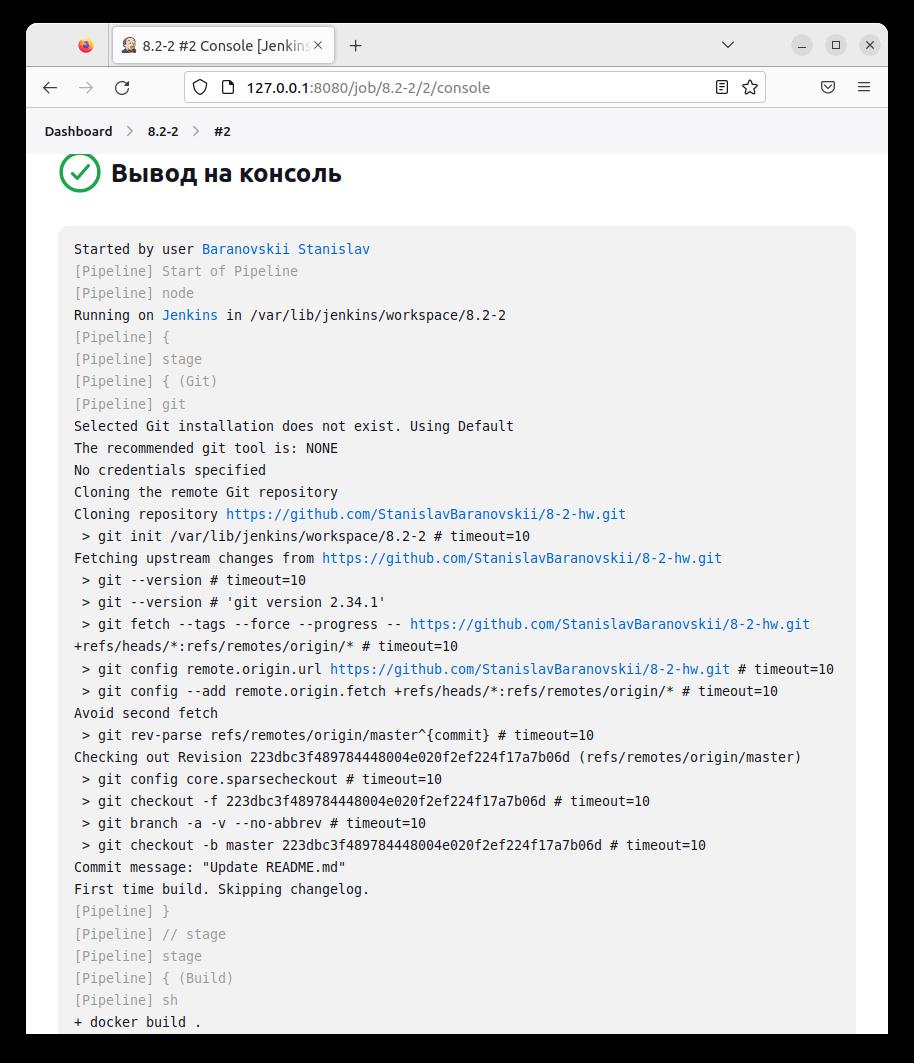 8.2-2 #2 Console [Jenkins
127.0.0.1:8080/job/8.2-2/2/console
Dashboard 8.2-2 #2
Вывод на консоль
Started by user Baranovskii Stanislav
[Pipeline] Start of Pipeline
[Pipeline] node
Running on Jenkins in /var/lib/jenkins/workspace/8.2-2
[Pipeline] {
[Pipeline] stage
[Pipeline] { (Git)
[Pipeline] git
Selected Git installation does not exist. Using Default
The recommended git tool is: NONE
No credentials specified
Cloning the remote Git repository
Cloning repository https://github.com/StanislavBaranovskii/8-2-hw.git
 > git init /var/lib/jenkins/workspace/8.2-2 # timeout=10
Fetching upstream changes from https://github.com/StanislavBaranovskii/8-2-hw.git
 > git --version # timeout=10
 > git --version # 'git version 2.34.1'
 > git fetch --tags --force --progress -- https://github.com/StanislavBaranovskii/8-2-hw.git
+refs/heads/*:refs/remotes/origin/* # timeout=10
 > git config remote.origin.url https://github.com/StanislavBaranovskii/8-2-hw.git # timeout=10
 > git config --add remote.origin.fetch +refs/heads/*:refs/remotes/origin/* # timeout=10
Avoid second fetch
 > git rev-parse refs/remotes/origin/master^{commit} # timeout=10
Checking out Revision 223dbc3f489784448004e020f2ef224f17a7b06d (refs/remotes/origin/master)
 > git config core.sparsecheckout # timeout=10
 > git checkout -f 223dbc3f489784448004e020f2ef224f17a7b06d # timeout=10
 > git branch -a -v --no-abbrev # timeout=10
 > git checkout -b master 223dbc3f489784448004e020f2ef224f17a7b06d # timeout=10
Commit message: "Update README.md"
First time build. Skipping changelog.
[Pipeline] }
[Pipeline] // stage
[Pipeline] stage
[Pipeline] { (Build)
[Pipeline] sh
+ docker build .